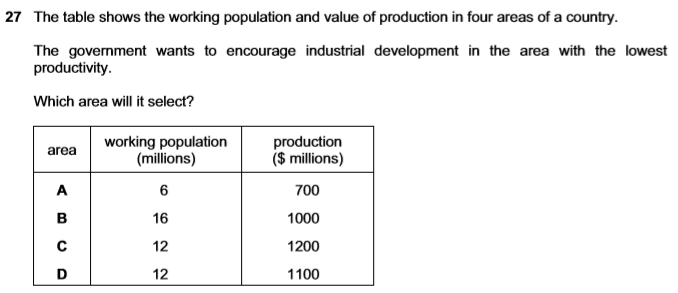 27 The table shows the working population and value of production in four areas of a country.
The government wants to encourage industrial development in the area with the lowest
productivity.
Which area will it select?
area working population (millions) production ($ millions)
A 6 700
B 16 1000
C 12 1200
D 12 1100